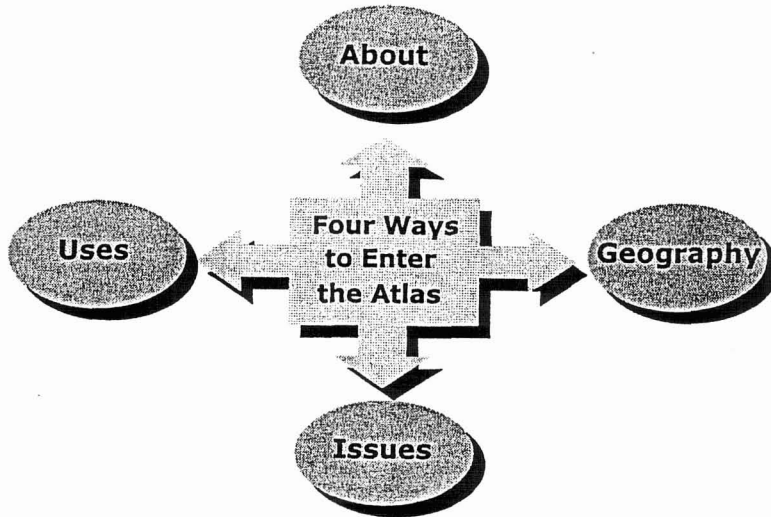 About
Uses
Four Ways
to Enter
the Atlas
Geography
Issues